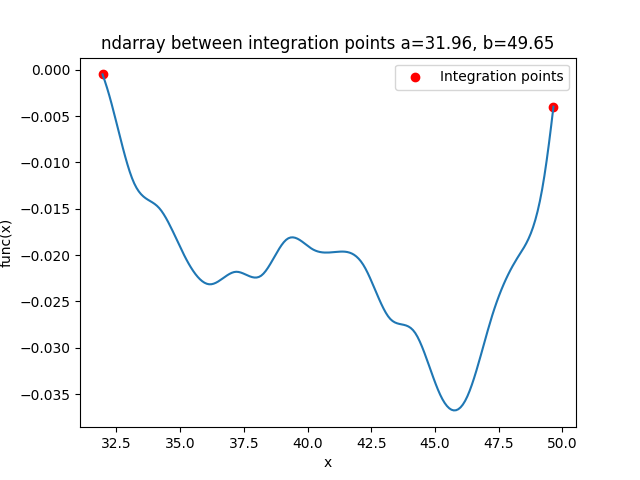 ndarray between integration points a=31.96, b=49.65
Integration points
0.000
−0.005
−0.010
−0.015
−0.020
−0.025
−0.030
−0.035
func(x)
32.5 35.0 37.5 40.0 42.5 45.0 47.5 50.0
x